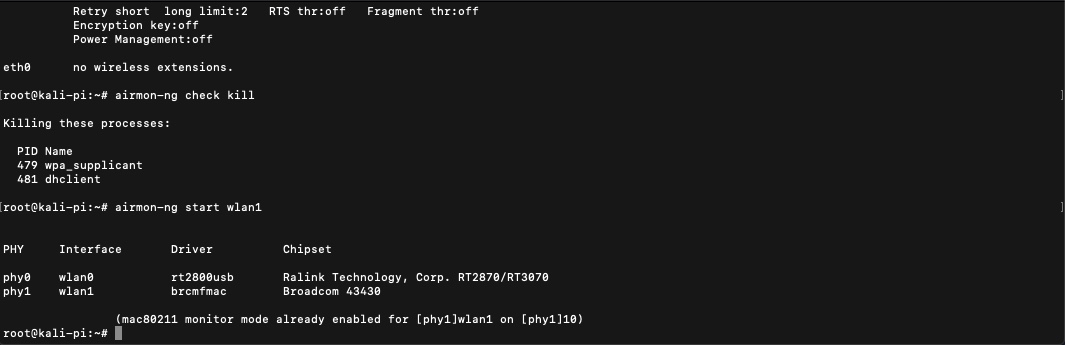 Retry short  long limit:2   RTS thr:off   Fragment thr:off
Encryption key:off
Power Management:off
eth0      no wireless extensions.
[root@kali-pi:~# airmon-ng check kill ]
Killing these processes:
PID Name
479 wpa_supplicant
481 dhclient
[root@kali-pi:~# airmon-ng start wlan1 ]
PHY     Interface       Driver          Chipset
phy0    wlan0           rt2800usb       Ralink Technology, Corp. RT2870/RT3070
phy1    wlan1           brcmfmac        Broadcom 43430
(mac80211 monitor mode already enabled for [phy1]wlan1 on [phy1]10)
root@kali-pi:~#